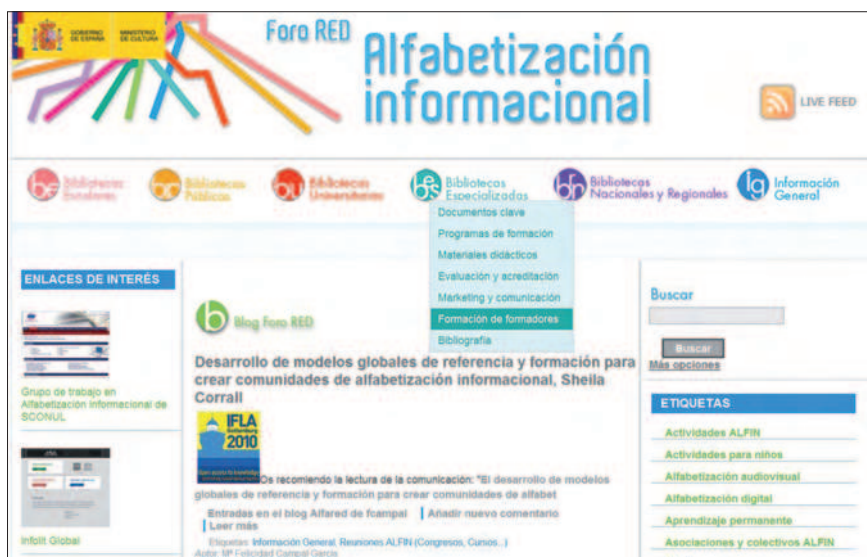 GOBIERNO DE ESPAÑA
MINISTERIO DE CULTURA
Foro RED
Alfabetización
informacional
LIVE FEED
be Bibliotecas Escolares
Bibliotecas Públicas
bu Bibliotecas Universitarias
bes Bibliotecas Especializadas
bn Bibliotecas Nacionales y Regionales
ig Información General
Documentos clave
Programas de formación
Materiales didácticos
Evaluación y acreditación
Marketing y comunicación
Formación de formadores
Bibliografía
ENLACES DE INTERÉS
Grupo de trabajo en
Alfabetización informacional de
SCONUL
Infolit Global
b Blog Foro RED
Desarrollo de modelos globales de referencia y formación para
crear comunidades de alfabetización informacional, Sheila
Corrall
IFLA
2010
Os recomiendo la lectura de la comunicación: "El desarrollo de modelos
globales de referencia y formación para crear comunidades de alfabet
Entradas en el blog Alfared de fcampal
Añadir nuevo comentario
Leer más
Etiquetas: Información General, Reuniones ALFIN (Congresos, Cursos...)
Autor: Mª Felicidad Campal García
Buscar
Buscar
Más opciones
ETIQUETAS
Actividades ALFIN
Actividades para niños
Alfabetización audiovisual
Alfabetización digital
Aprendizaje permanente
Asociaciones y colectivos ALFIN